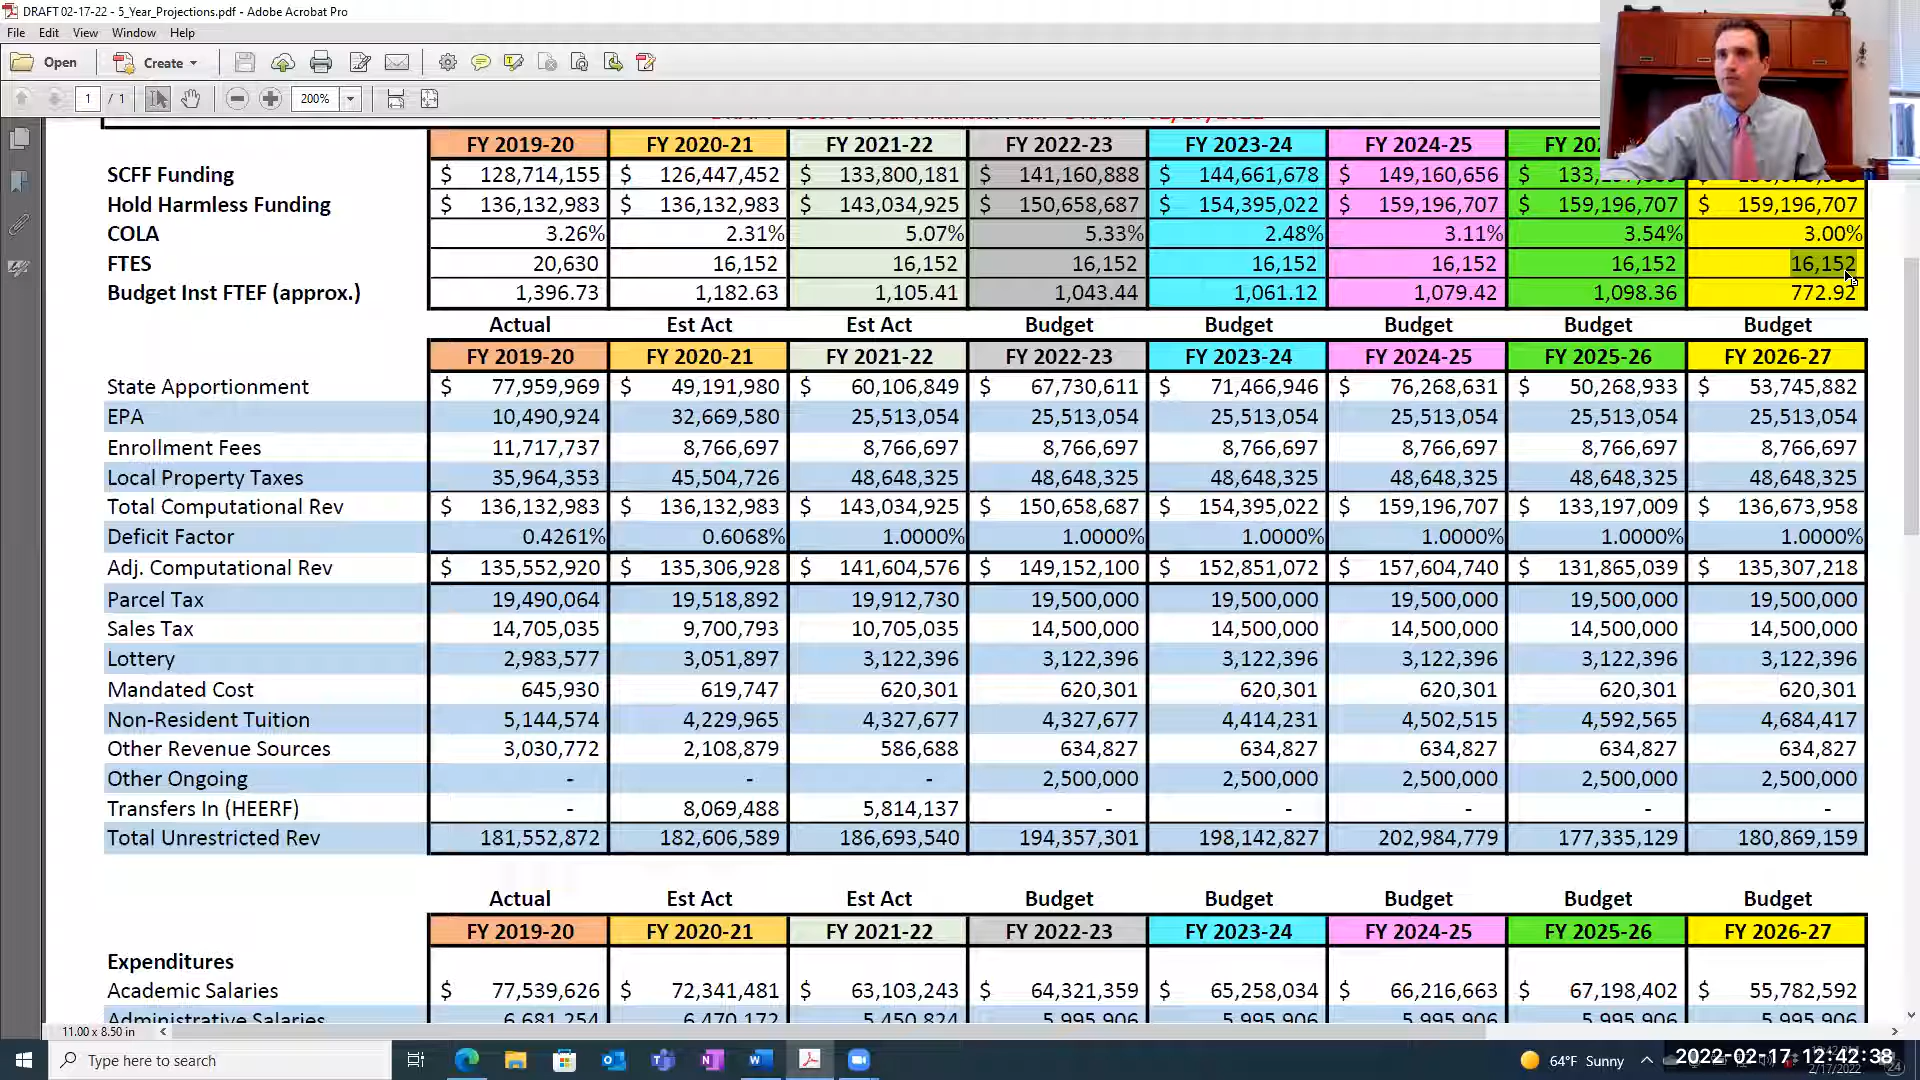 DRAFT 02-17-22 - 5_Year_Projections.pdf - Adobe Acrobat Pro
File Edit View Window Help
Open Create
1 / 1 200%
FY 2019-20 FY 2020-21 FY 2021-22 FY 2022-23 FY 2023-24 FY 2024-25
SCFF Funding $ 128,714,155 $ 126,447,452 $ 133,800,181 $ 141,160,888 $ 144,661,678 $ 149,160,656 $
Hold Harmless Funding $ 136,132,983 $ 136,132,983 $ 143,034,925 $ 150,658,687 $ 154,395,022 $ 159,196,707 $ 159,196,707 $ 159,196,707
COLA 3.26% 2.31% 5.07% 5.33% 2.48% 3.11% 3.54% 3.00%
FTES 20,630 16,152 16,152 16,152 16,152 16,152 16,152 16,152
Budget Inst FTEF (approx.) 1,396.73 1,182.63 1,105.41 1,043.44 1,061.12 1,079.42 1,098.36 772.92
Actual Est Act Est Act Budget Budget Budget Budget Budget
FY 2019-20 FY 2020-21 FY 2021-22 FY 2022-23 FY 2023-24 FY 2024-25 FY 2025-26 FY 2026-27
State Apportionment $ 77,959,969 $ 49,191,980 $ 60,106,849 $ 67,730,611 $ 71,466,946 $ 76,268,631 $ 50,268,933 $ 53,745,882
EPA 10,490,924 32,669,580 25,513,054 25,513,054 25,513,054 25,513,054 25,513,054 25,513,054
Enrollment Fees 11,717,737 8,766,697 8,766,697 8,766,697 8,766,697 8,766,697 8,766,697 8,766,697
Local Property Taxes 35,964,353 45,504,726 48,648,325 48,648,325 48,648,325 48,648,325 48,648,325 48,648,325
Total Computational Rev $ 136,132,983 $ 136,132,983 $ 143,034,925 $ 150,658,687 $ 154,395,022 $ 159,196,707 $ 133,197,009 $ 136,673,958
Deficit Factor 0.4261% 0.6068% 1.0000% 1.0000% 1.0000% 1.0000% 1.0000% 1.0000%
Adj. Computational Rev $ 135,552,920 $ 135,306,928 $ 141,604,576 $ 149,152,100 $ 152,851,072 $ 157,604,740 $ 131,865,039 $ 135,307,218
Parcel Tax 19,490,064 19,518,892 19,912,730 19,500,000 19,500,000 19,500,000 19,500,000 19,500,000
Sales Tax 14,705,035 9,700,793 10,705,035 14,500,000 14,500,000 14,500,000 14,500,000 14,500,000
Lottery 2,983,577 3,051,897 3,122,396 3,122,396 3,122,396 3,122,396 3,122,396 3,122,396
Mandated Cost 645,930 619,747 620,301 620,301 620,301 620,301 620,301 620,301
Non-Resident Tuition 5,144,574 4,229,965 4,327,677 4,327,677 4,414,231 4,502,515 4,592,565 4,684,417
Other Revenue Sources 3,030,772 2,108,879 586,688 634,827 634,827 634,827 634,827 634,827
Other Ongoing - - - 2,500,000 2,500,000 2,500,000 2,500,000 2,500,000
Transfers In (HEERF) - 8,069,488 5,814,137 - - - - -
Total Unrestricted Rev 181,552,872 182,606,589 186,693,540 194,357,301 198,142,827 202,984,779 177,335,129 180,869,159
Actual Est Act Est Act Budget Budget Budget Budget Budget
FY 2019-20 FY 2020-21 FY 2021-22 FY 2022-23 FY 2023-24 FY 2024-25 FY 2025-26 FY 2026-27
Expenditures
Academic Salaries $ 77,539,626 $ 72,341,481 $ 63,103,243 $ 64,321,359 $ 65,258,034 $ 66,216,663 $ 67,198,402 $ 55,782,592
Administrative Salaries 6,681,254 6,470,172 5,450,824 5,995,906 5,995,906 5,995,906 5,995,906 5,995,906
11.00 x 8.50 in
Type here to search
64°F Sunny
2022-02-17 12:42:38
2/17/2022